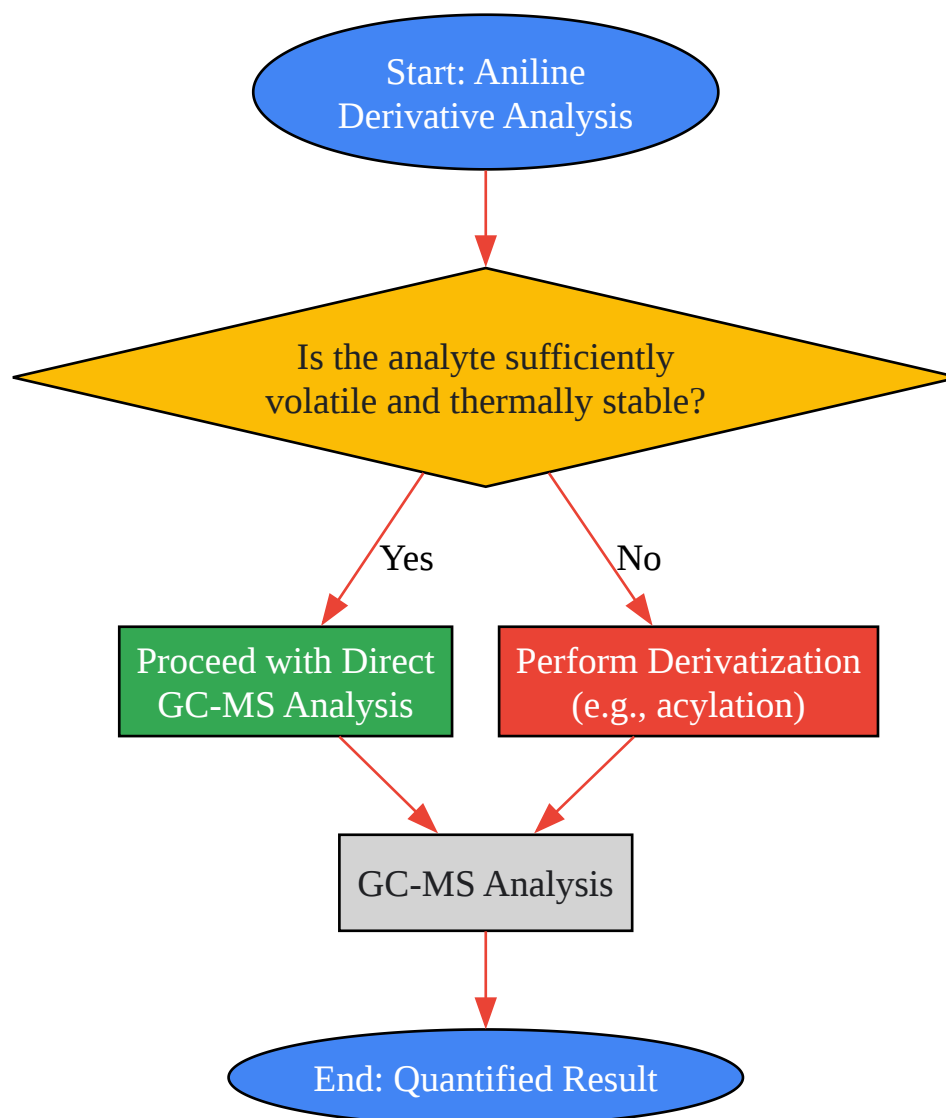 Start: Aniline
Derivative Analysis
Is the analyte sufficiently
volatile and thermally stable?
Yes
No
Proceed with Direct
GC-MS Analysis
Perform Derivatization
(e.g., acylation)
GC-MS Analysis
End: Quantified Result